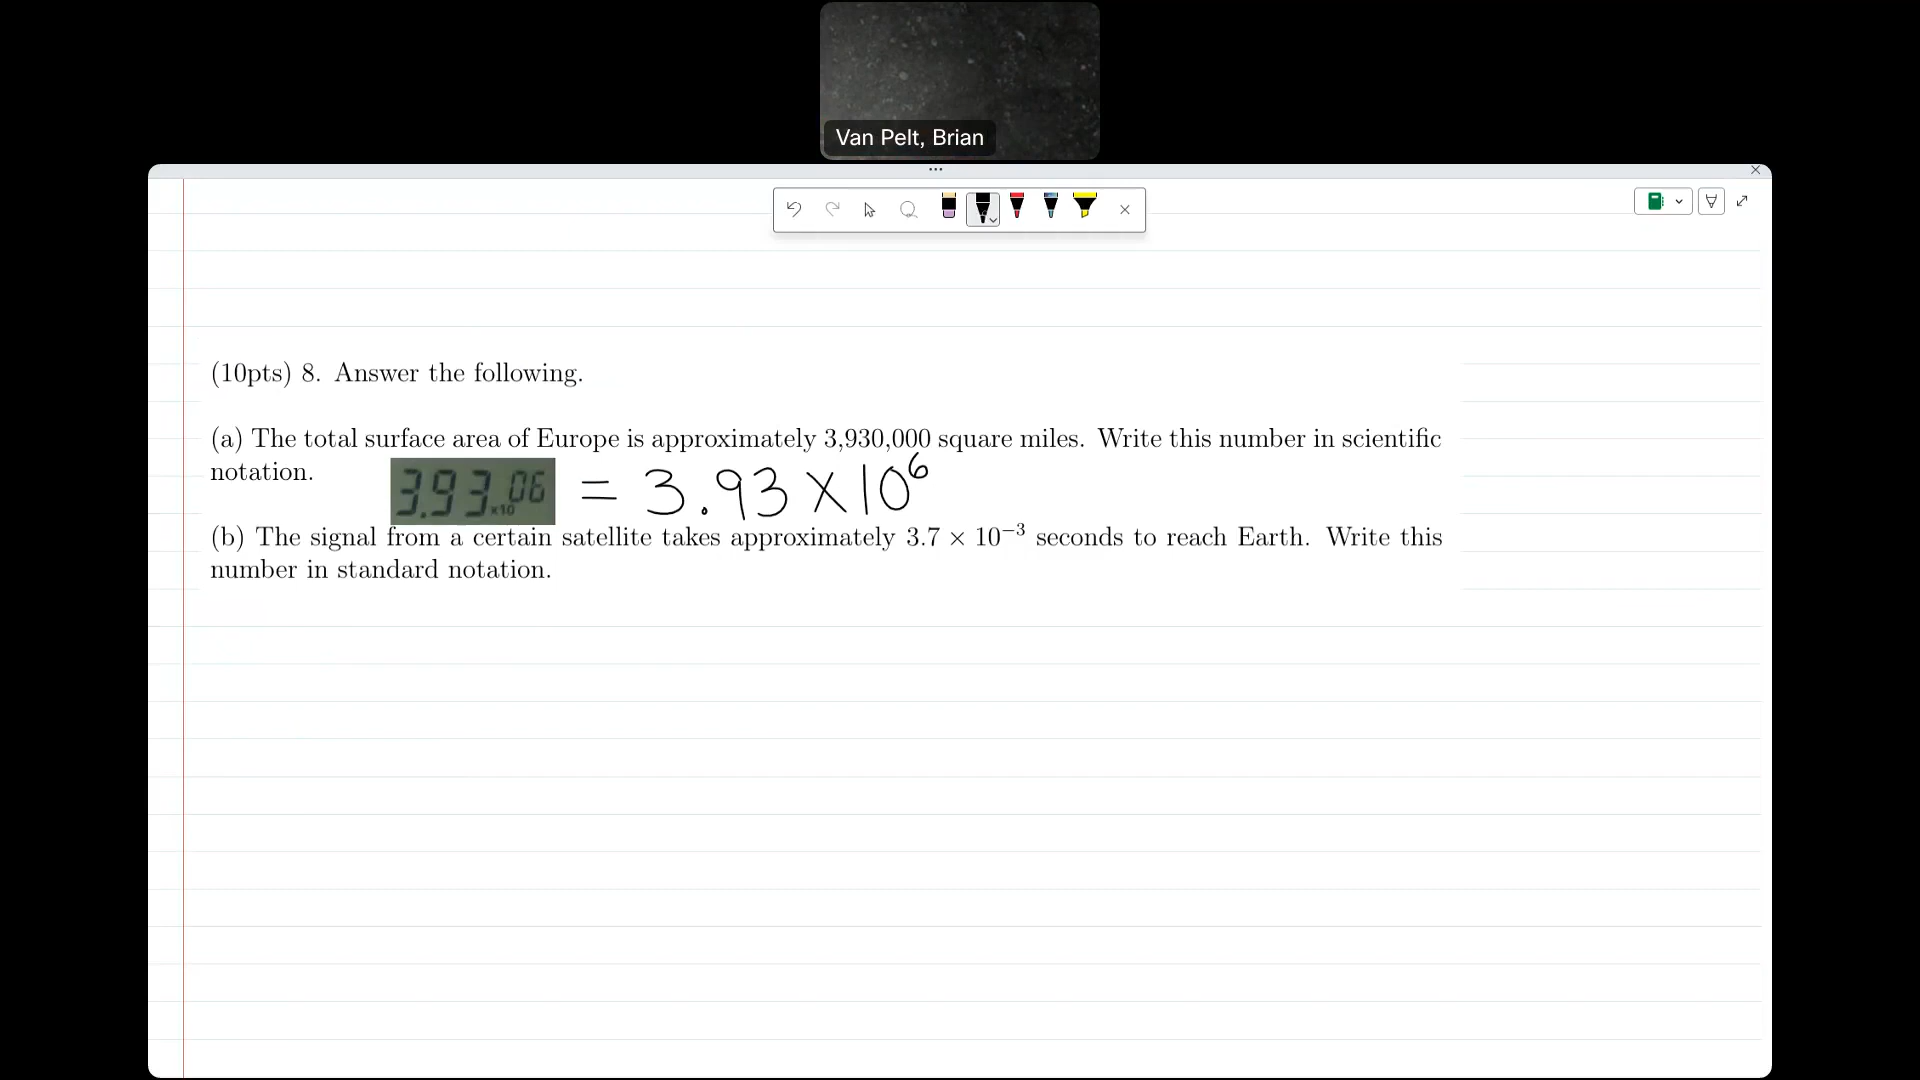 Van Pelt, Brian
(10pts) 8. Answer the following.
(a) The total surface area of Europe is approximately 3,930,000 square miles. Write this number in scientific
notation. 3.93 ×10 06 = 3.93 × 10⁶
(b) The signal from a certain satellite takes approximately 3.7 × 10⁻³ seconds to reach Earth. Write this
number in standard notation.